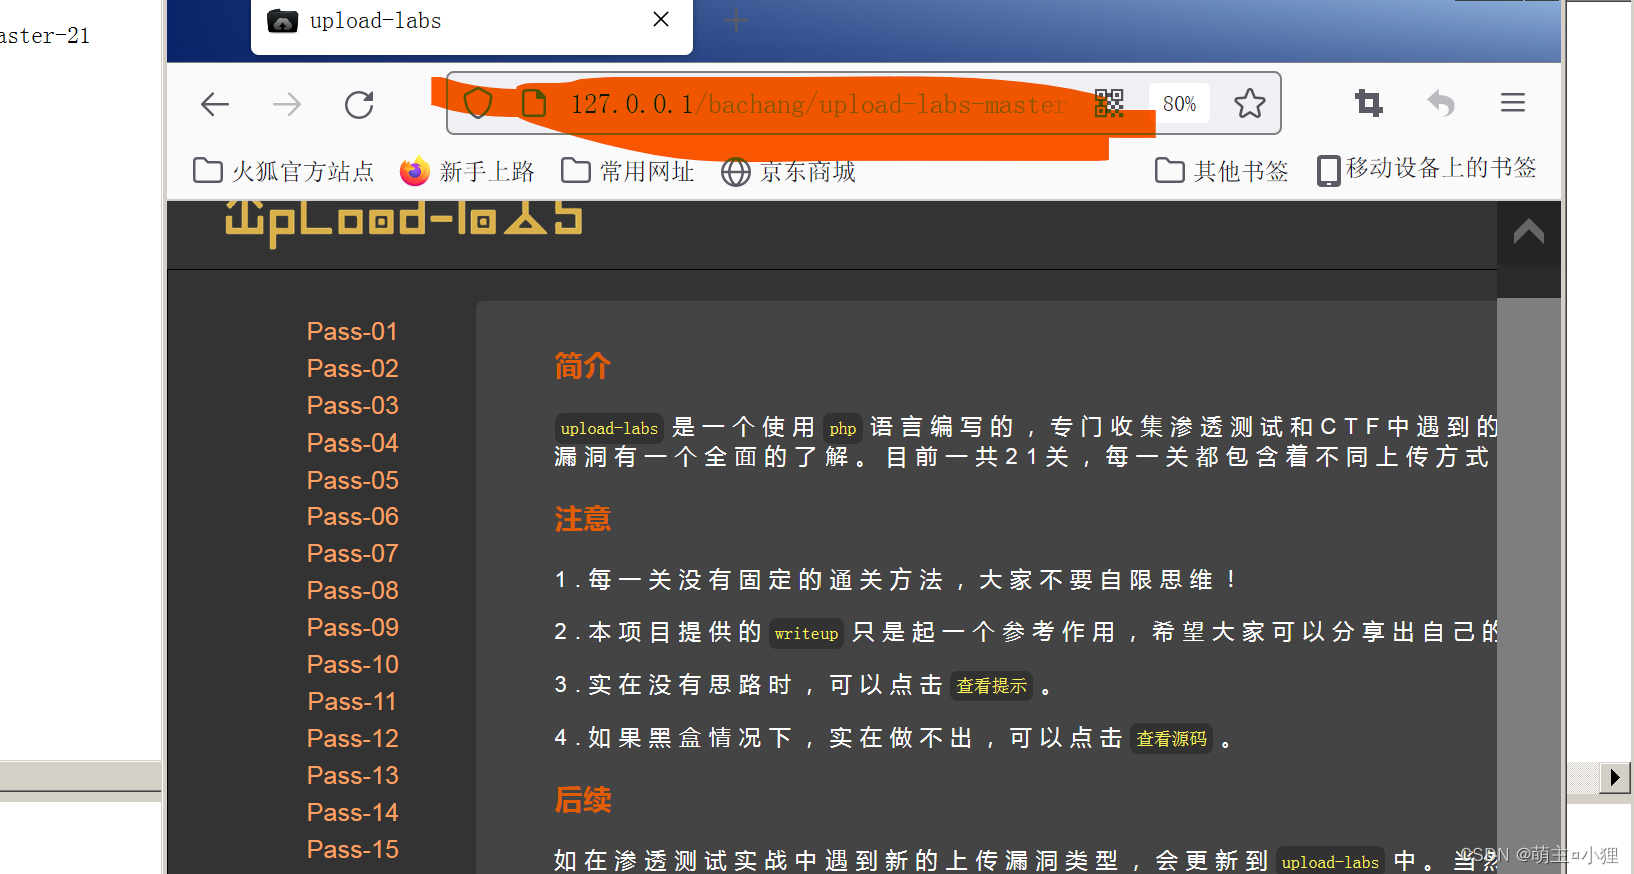 aster-21
upload-labs
127.0.0.1/bachang/upload-labs-master/
80%
火狐官方站点 新手上路 常用网址 京东商城 其他书签 移动设备上的书签
UpLoad-labs
Pass-01
Pass-02
Pass-03
Pass-04
Pass-05
Pass-06
Pass-07
Pass-08
Pass-09
Pass-10
Pass-11
Pass-12
Pass-13
Pass-14
Pass-15
简介
upload-labs 是一个使用 php 语言编写的，专门收集渗透测试和CTF中遇到的
漏洞有一个全面的了解。目前一共21关，每一关都包含着不同上传方式
注意
1.每一关没有固定的通关方法，大家不要自限思维！
2.本项目提供的 writeup 只是起一个参考作用，希望大家可以分享出自己的
3.实在没有思路时，可以点击 查看提示 。
4.如果黑盒情况下，实在做不出，可以点击 查看源码 。
后续
如在渗透测试实战中遇到新的上传漏洞类型，会更新到 upload-labs 中。当然
CSDN @萌主¤小狸